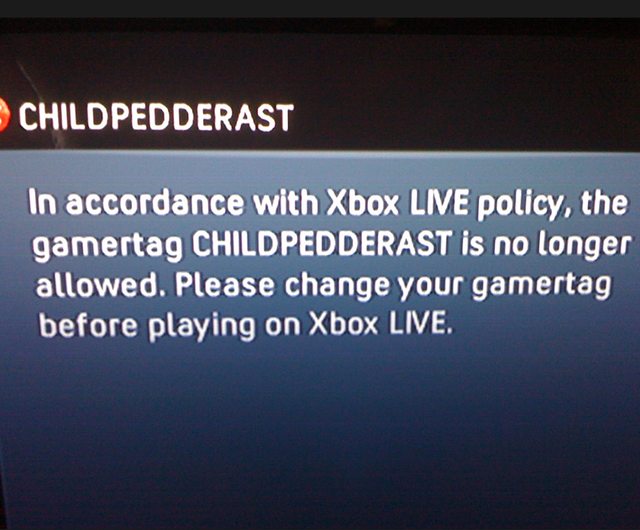 CHILDPEDDERAST
In accordance with Xbox LIVE policy, the
gamertag CHILDPEDDERAST is no longer
allowed. Please change your gamertag
before playing on Xbox LIVE.